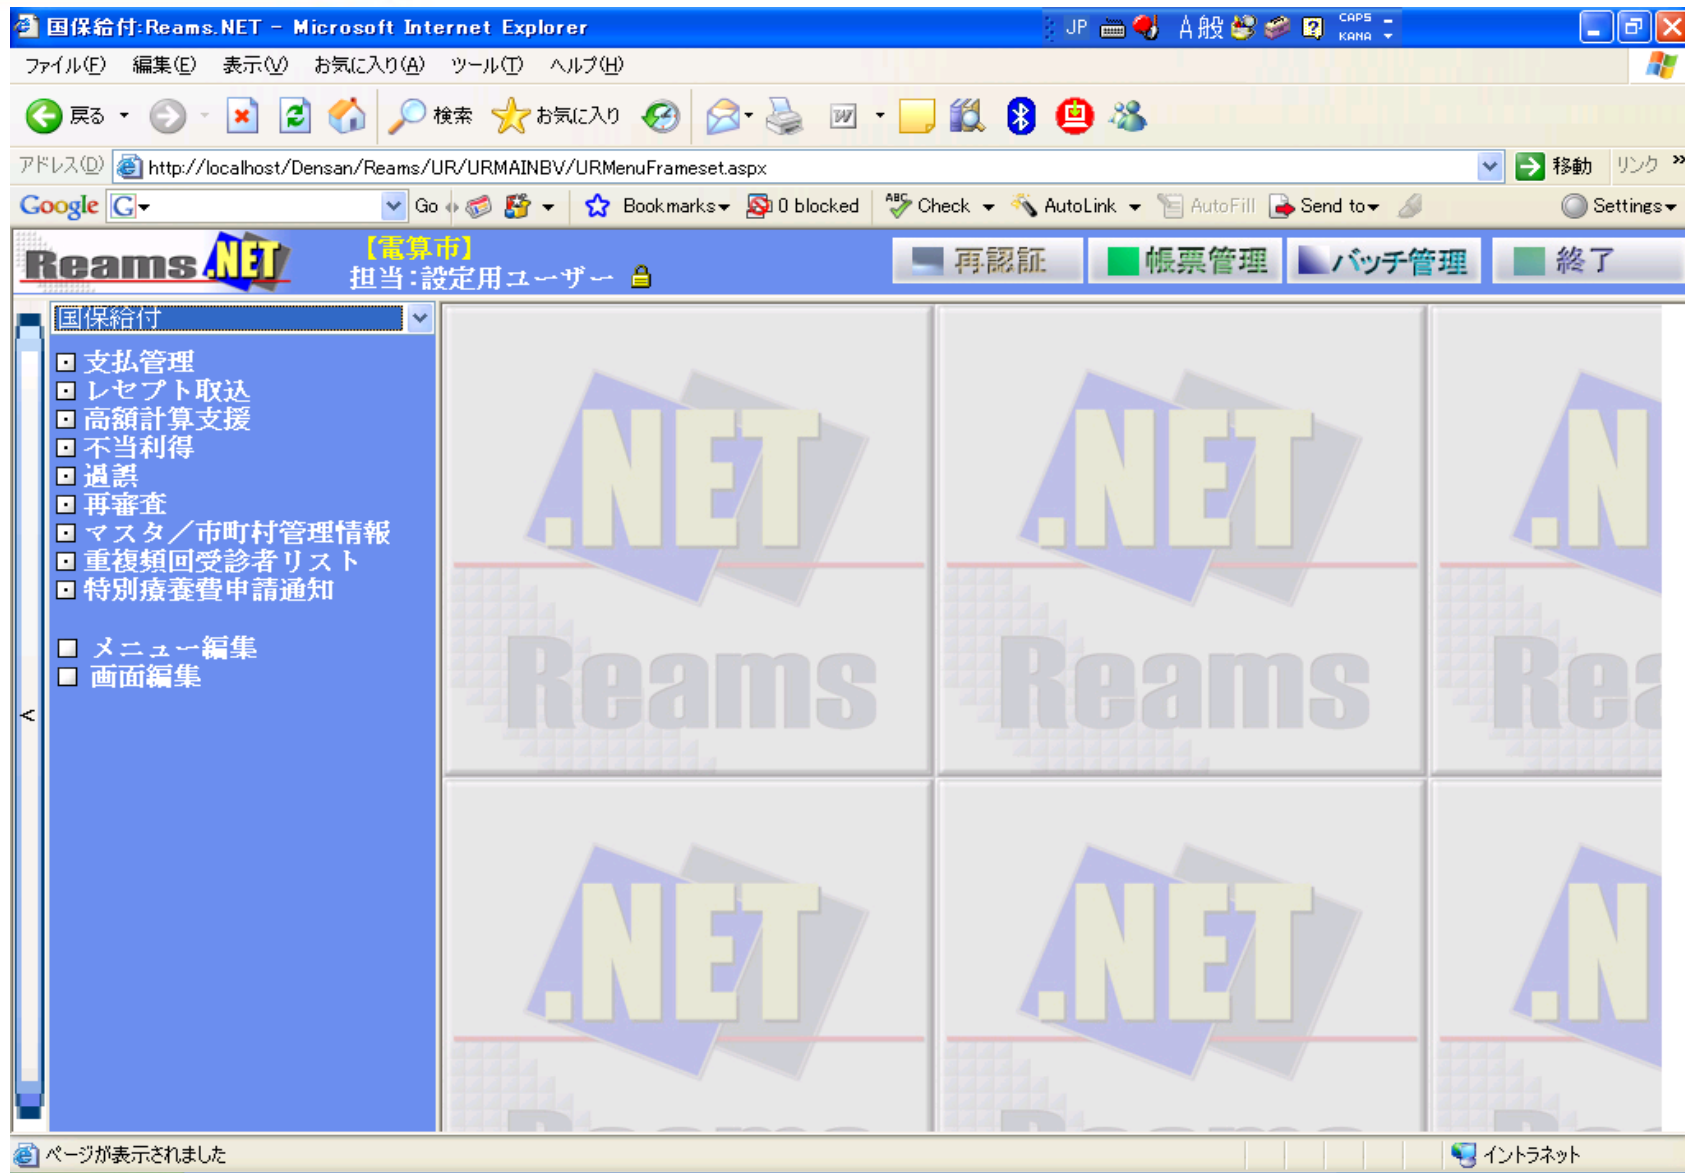 国保給付:Reams.NET - Microsoft Internet Explorer
JP A 般 CAPS KANA
ファイル(F) 編集(E) 表示(V) お気に入り(A) ツール(T) ヘルプ(H)
戻る 検索 お気に入り
アドレス(D) http://localhost/Densan/Reams/UR/URMAINBV/URMenuFrameset.aspx 移動 リンク »
Google G Go Bookmarks 0 blocked ABC Check AutoLink AutoFill Send to Settings
Reams.NET
【電算市】
担当:設定用ユーザー
再認証 帳票管理 バッチ管理 終了
国保給付
支払管理
レセプト取込
高額計算支援
不当利得
過誤
再審査
マスタ/市町村管理情報
重複頻回受診者リスト
特別療養費申請通知
メニュー編集
画面編集
<
.NET .NET .N
Reams Reams Rea
.NET .NET .N
Reams Reams Rea
ページが表示されました イントラネット